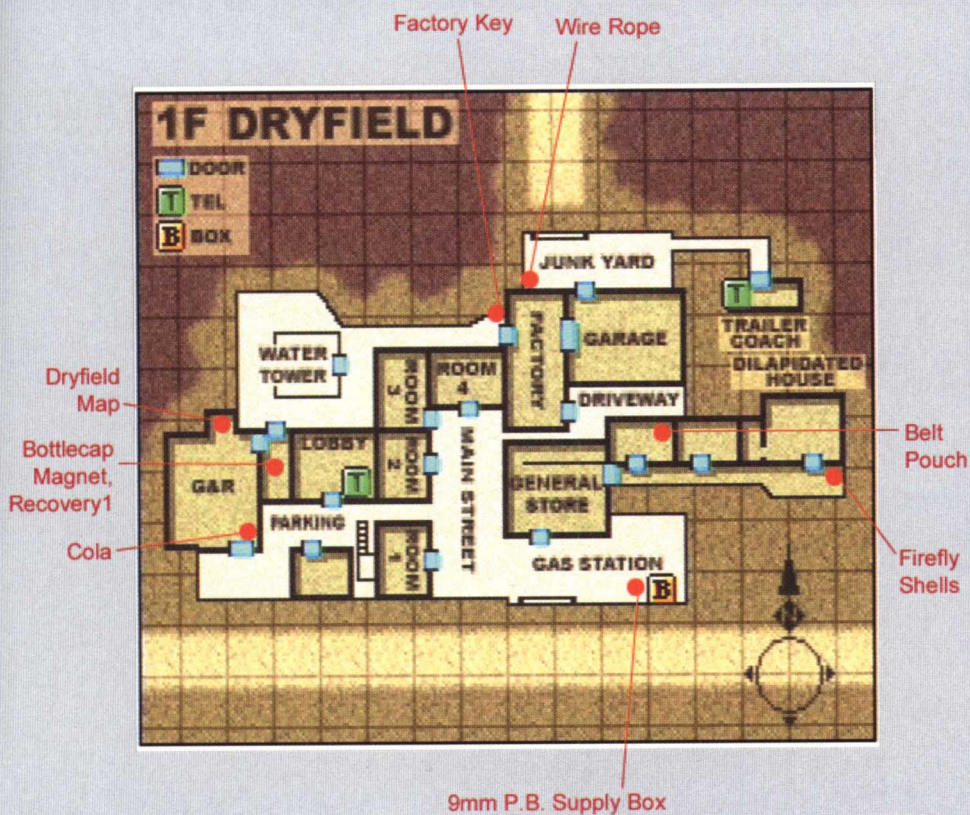 Factory Key
Wire Rope
1F DRYFIELD
DOOR
T TEL
B BOX
JUNK YARD
T
TRAILER
COACH
DILAPIDATED
HOUSE
FACTORY
GARAGE
WATER
TOWER
ROOM
3
ROOM
4
DRIVEWAY
Dryfield
Map
Bottlecap
Magnet,
Recovery1
Cola
G&R
LOBBY
T
ROOM
2
MAIN STREET
GENERAL
STORE
Belt
Pouch
PARKING
ROOM
1
GAS STATION
B
Firefly
Shells
N
9mm P.B. Supply Box